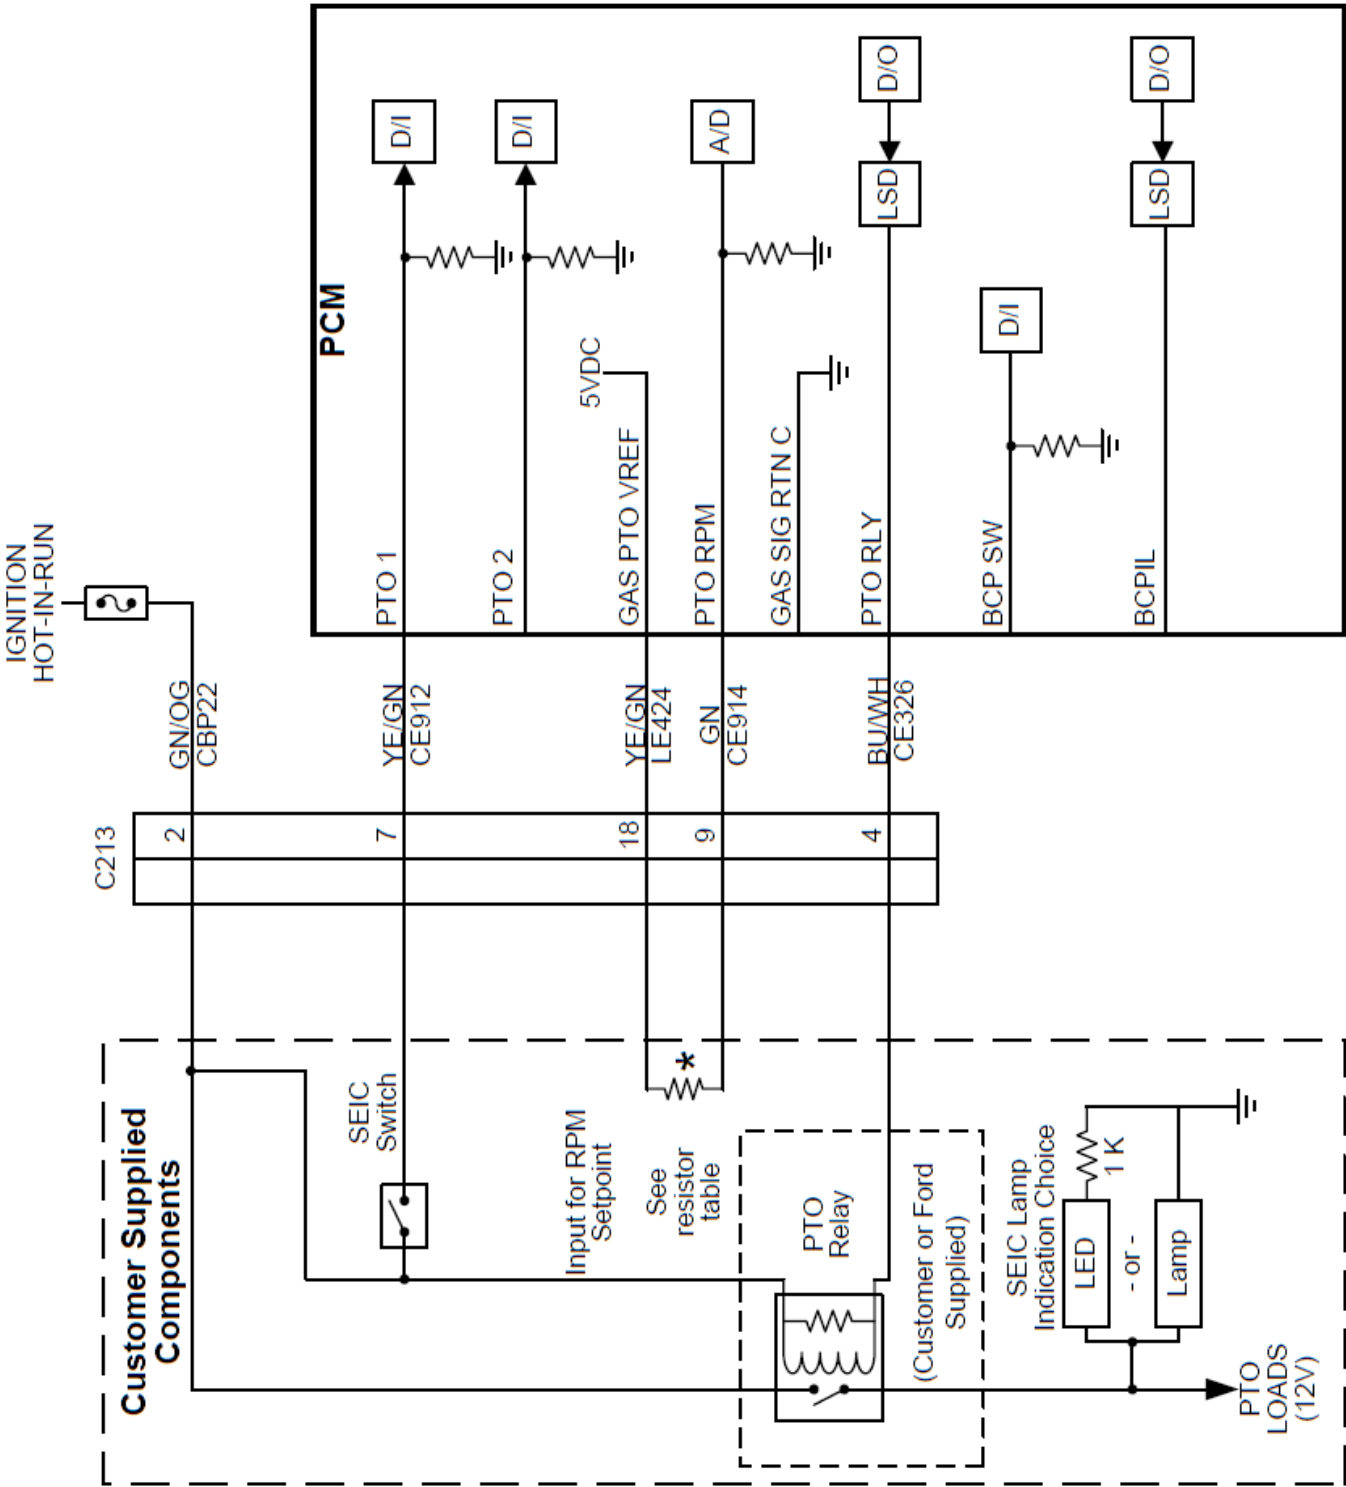 IGNITION
HOT-IN-RUN
PCM
D/I
D/I
A/D
D/O
D/O
LSD
LSD
D/I
5VDC
PTO 1
PTO 2
GAS PTO VREF
PTO RPM
GAS SIG RTN C
PTO RLY
BCP SW
BCPIL
GN/OG
CBP22
YE/GN
CE912
YE/GN
LE424
GN
CE914
BU/WH
CE326
C213
2
7
18
9
4
Customer Supplied
Components
SEIC
Switch
Input for RPM
Setpoint
*
See
resistor
table
PTO
Relay
(Customer or Ford
Supplied)
SEIC Lamp
Indication Choice
1 K
LED
- or -
Lamp
PTO
LOADS
(12V)